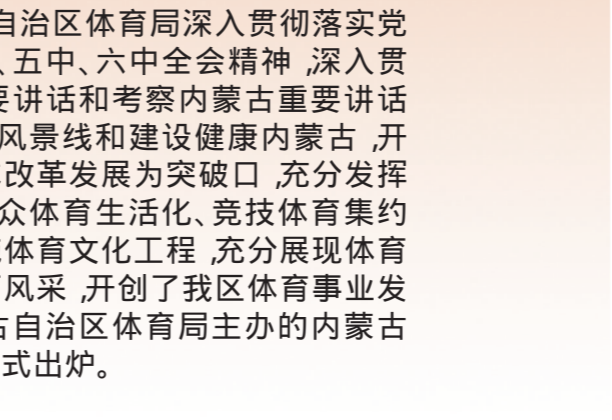 自治区体育局深入贯彻落实党
、五中、六中全会精神,深入贯
要讲话和考察内蒙古重要讲话
风景线和建设健康内蒙古,开
改革发展为突破口,充分发挥
众体育生活化、竞技体育集约
体育文化工程,充分展现体育
风采,开创了我区体育事业发
古自治区体育局主办的内蒙古
式出炉。